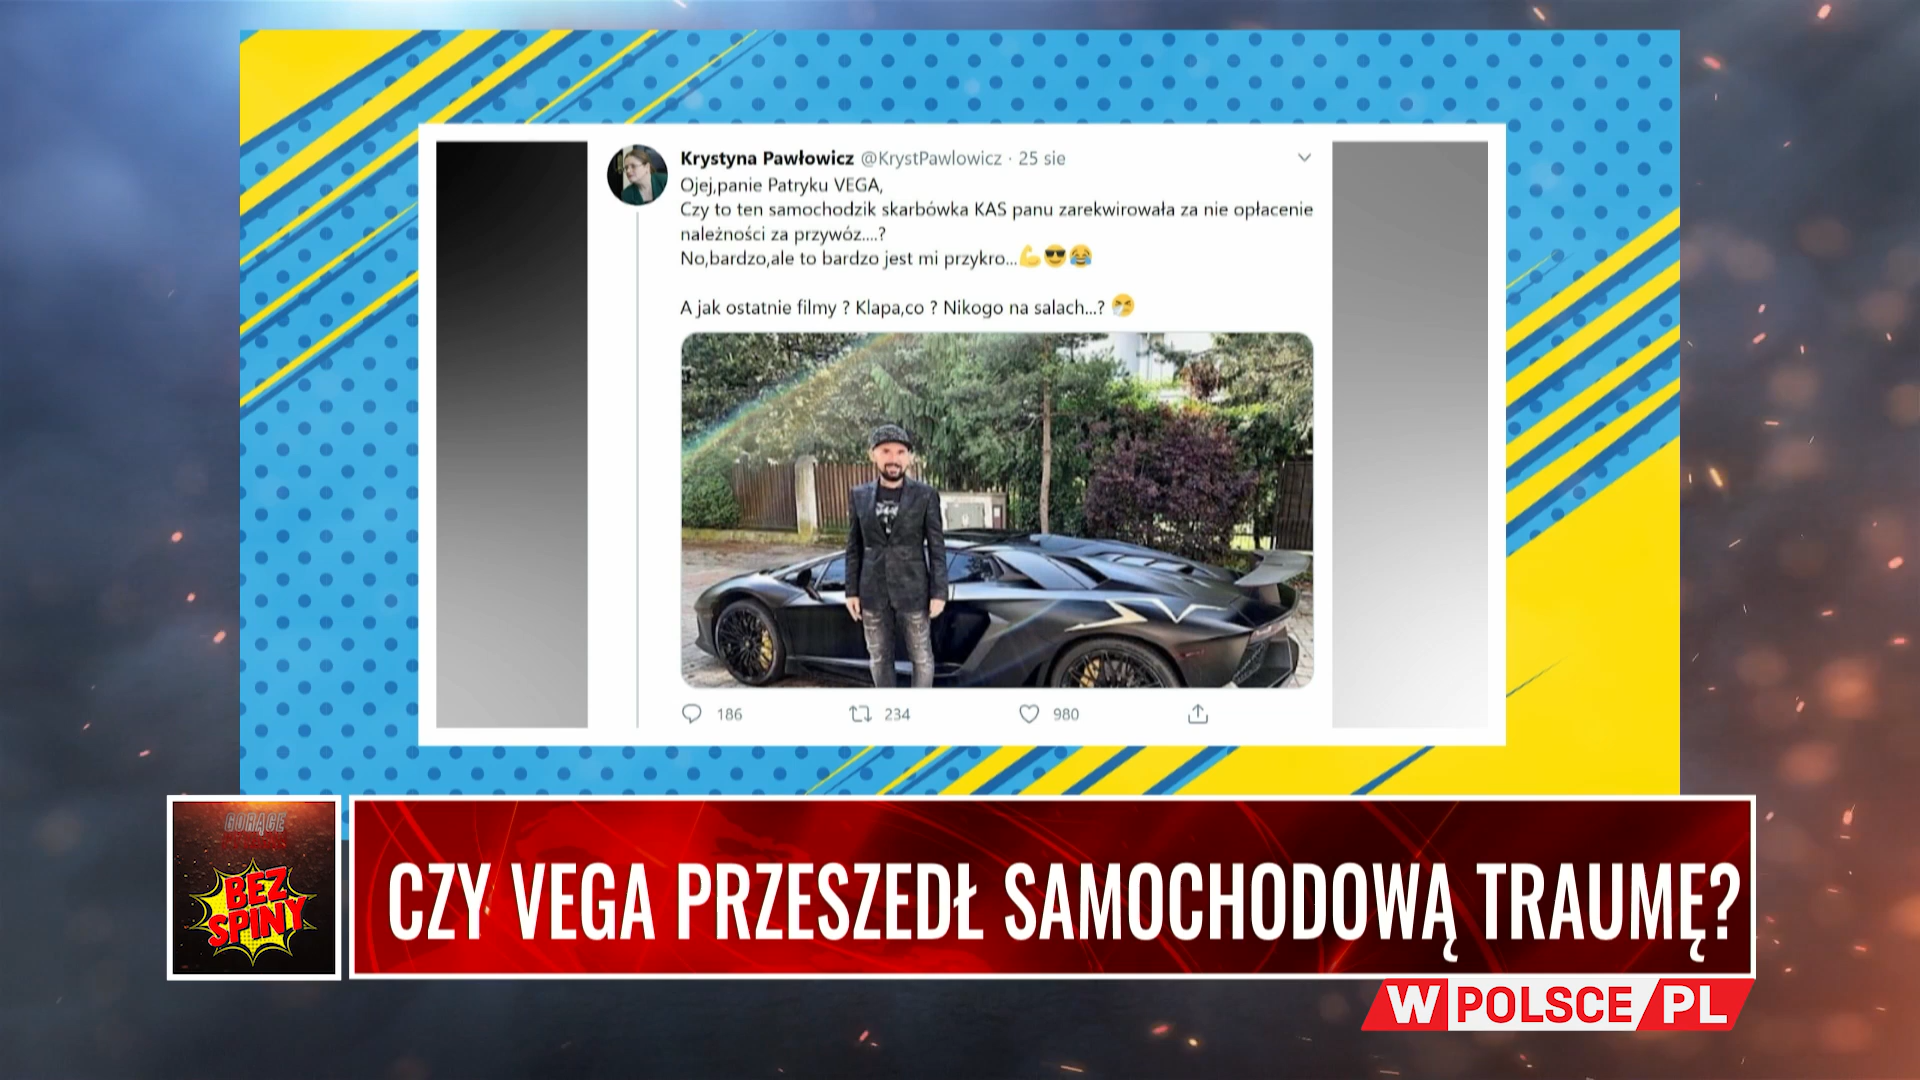 Krystyna Pawłowicz @KrystPawlowicz · 25 sie
Ojej,panie Patryku VEGA,
Czy to ten samochodzik skarbówka KAS panu zarekwirowała za nie opłacenie
należności za przywóz....?
No,bardzo,ale to bardzo jest mi przykro...💪😎😂
A jak ostatnie filmy ? Klapa,co ? Nikogo na salach...? 🤧
186 234 980
GORĄCE
BEZ
SPINY
CZY VEGA PRZESZEDŁ SAMOCHODOWĄ TRAUMĘ?
W POLSCE/PL